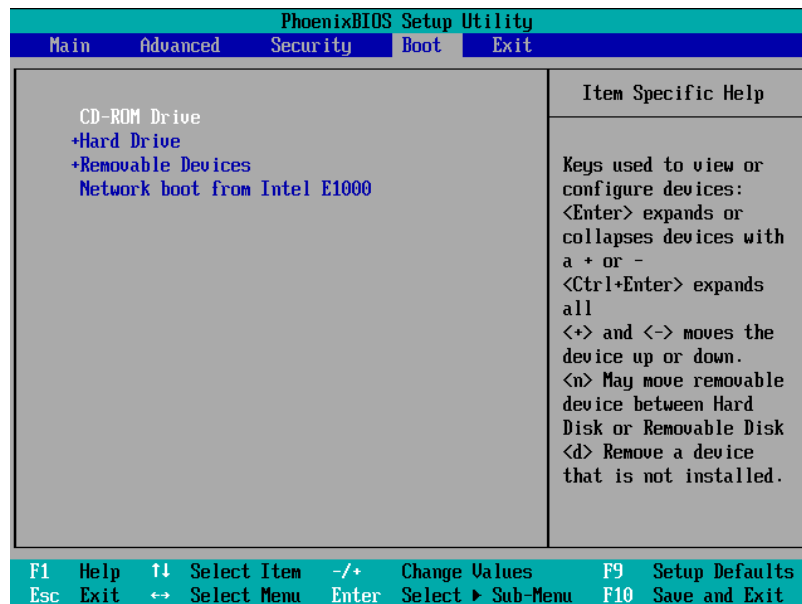 PhoenixBIOS Setup Utility
Main Advanced Security Boot Exit
CD-ROM Drive
+Hard Drive
+Removable Devices
Network boot from Intel E1000
Item Specific Help
Keys used to view or
configure devices:
<Enter> expands or
collapses devices with
a + or -
<Ctrl+Enter> expands
all
<+> and <-> moves the
device up or down.
<n> May move removable
device between Hard
Disk or Removable Disk
<d> Remove a device
that is not installed.
F1 Help ↑↓ Select Item -/+ Change Values F9 Setup Defaults
Esc Exit ↔ Select Menu Enter Select ▶ Sub-Menu F10 Save and Exit